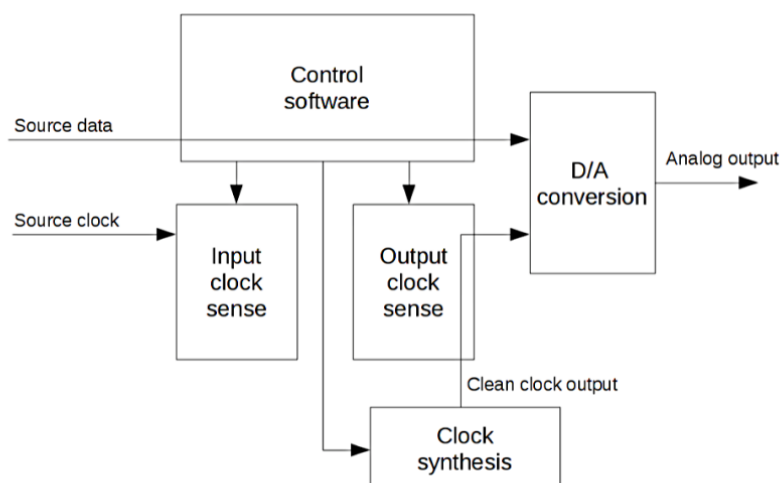 Control
software
Source data
D/A
conversion
Analog output
Source clock
Input
clock
sense
Output
clock
sense
Clean clock output
Clock
synthesis